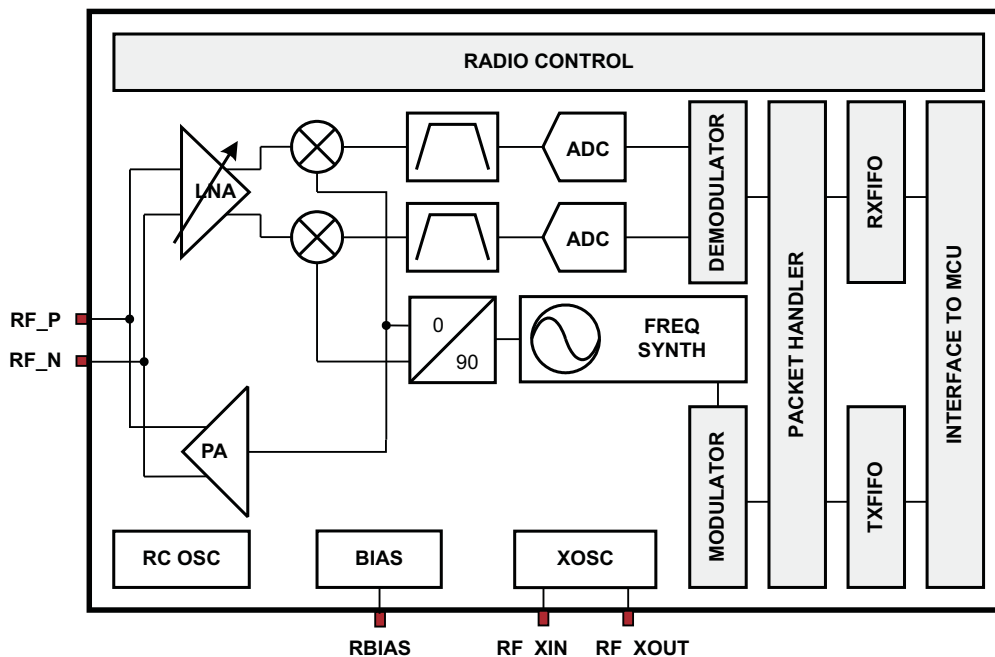 RADIO CONTROL
LNA
ADC
ADC
DEMODULATOR
PACKET HANDLER
RXFIFO
INTERFACE TO MCU
RF_P
RF_N
0
90
FREQ
SYNTH
PA
MODULATOR
TXFIFO
RC OSC
BIAS
XOSC
RBIAS
RF_XIN
RF_XOUT